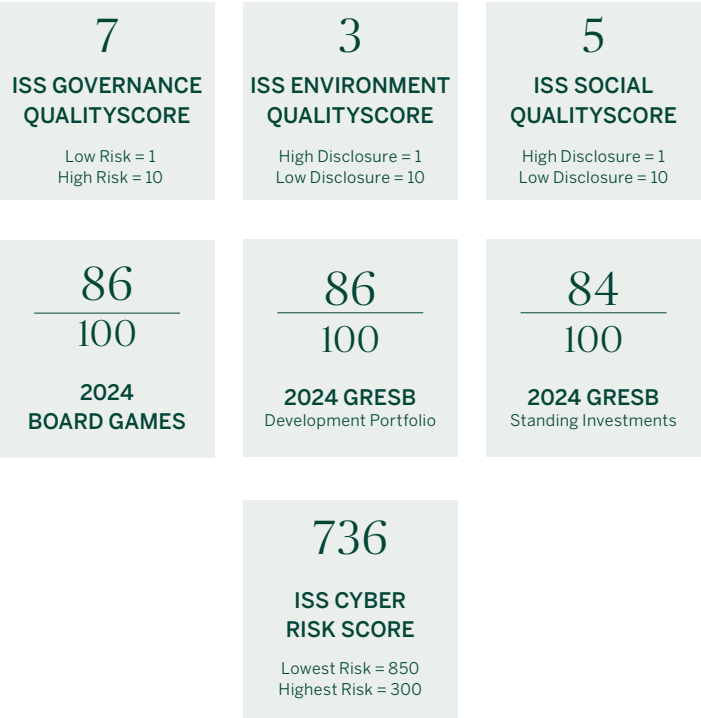 7
ISS GOVERNANCE
QUALITYSCORE
Low Risk = 1
High Risk = 10
3
ISS ENVIRONMENT
QUALITYSCORE
High Disclosure = 1
Low Disclosure = 10
5
ISS SOCIAL
QUALITYSCORE
High Disclosure = 1
Low Disclosure = 10
86
100
2024
BOARD GAMES
86
100
2024 GRESB
Development Portfolio
84
100
2024 GRESB
Standing Investments
736
ISS CYBER
RISK SCORE
Lowest Risk = 850
Highest Risk = 300